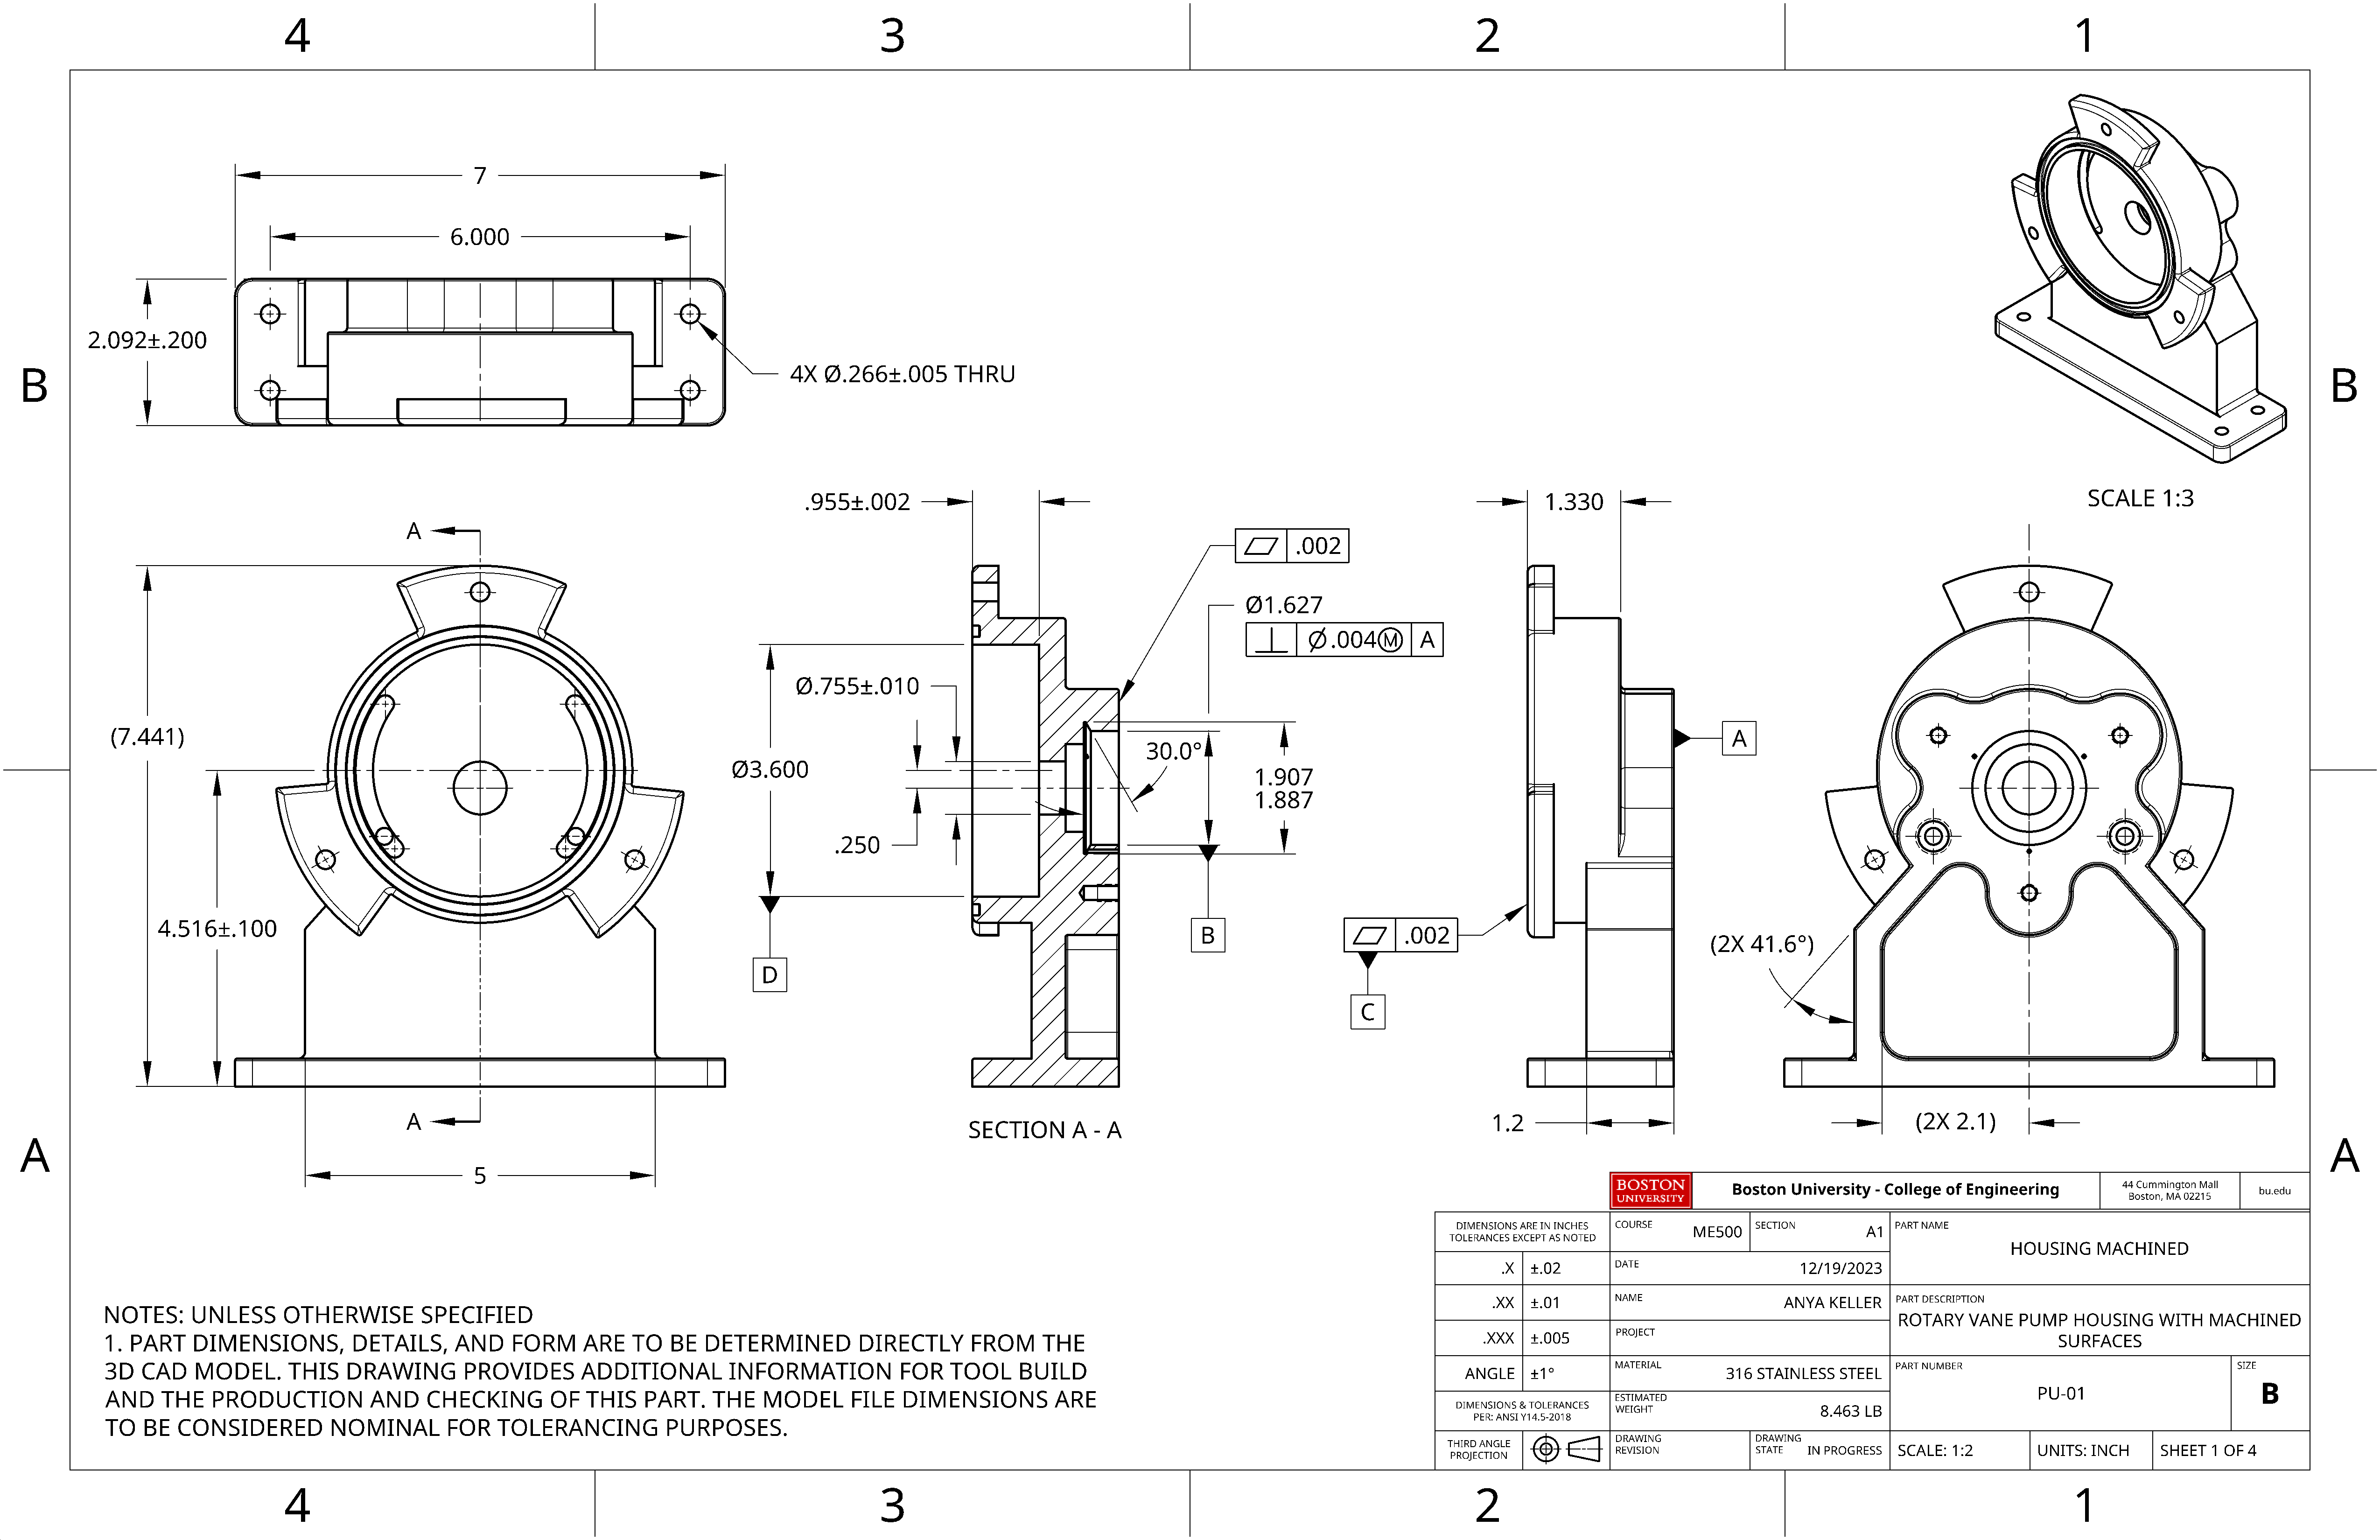 4 3 2 1
7
6.000
2.092±.200
4X Ø.266±.005 THRU
B B
SCALE 1:3
.955±.002
1.330
A
⏥ .002
Ø1.627
⟂ Ø.004Ⓜ A
Ø.755±.010
(7.441)
Ø3.600
30.0°
1.907
1.887
A
.250
4.516±.100
B
⏥ .002
(2X 41.6°)
D
C
A
SECTION A - A
1.2
(2X 2.1)
A A
5
BOSTON
UNIVERSITY
Boston University - College of Engineering
44 Cummington Mall
Boston, MA 02215
bu.edu
DIMENSIONS ARE IN INCHES
TOLERANCES EXCEPT AS NOTED
.X ±.02
.XX ±.01
.XXX ±.005
ANGLE ±1°
DIMENSIONS & TOLERANCES
PER: ANSI Y14.5-2018
THIRD ANGLE
PROJECTION
COURSE ME500
SECTION A1
DATE 12/19/2023
NAME ANYA KELLER
PROJECT
MATERIAL 316 STAINLESS STEEL
ESTIMATED
WEIGHT 8.463 LB
DRAWING
REVISION
DRAWING
STATE IN PROGRESS
PART NAME
HOUSING MACHINED
PART DESCRIPTION
ROTARY VANE PUMP HOUSING WITH MACHINED
SURFACES
PART NUMBER
PU-01
SIZE
B
SCALE: 1:2
UNITS: INCH
SHEET 1 OF 4
NOTES: UNLESS OTHERWISE SPECIFIED
1. PART DIMENSIONS, DETAILS, AND FORM ARE TO BE DETERMINED DIRECTLY FROM THE
3D CAD MODEL. THIS DRAWING PROVIDES ADDITIONAL INFORMATION FOR TOOL BUILD
AND THE PRODUCTION AND CHECKING OF THIS PART. THE MODEL FILE DIMENSIONS ARE
TO BE CONSIDERED NOMINAL FOR TOLERANCING PURPOSES.
4 3 2 1